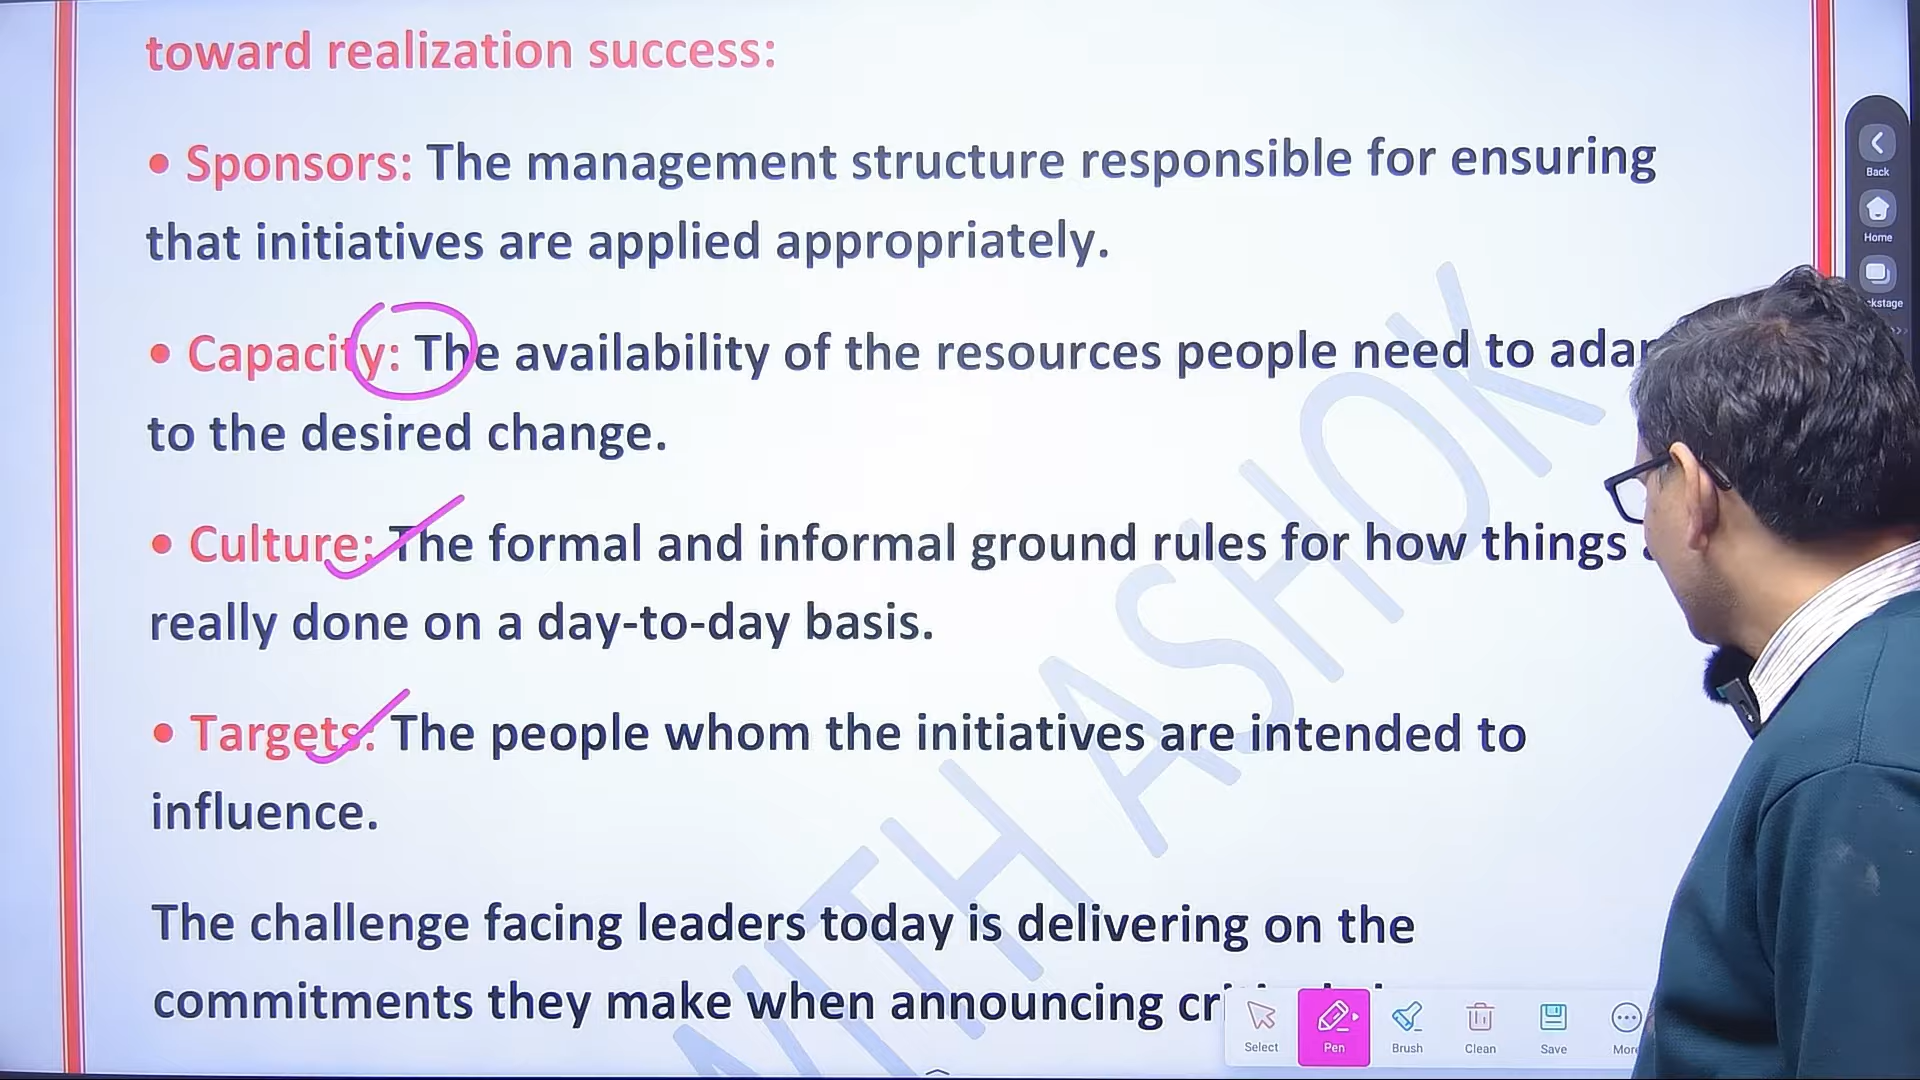 toward realization success:
• Sponsors: The management structure responsible for ensuring
that initiatives are applied appropriately.
• Capacity: The availability of the resources people need to
to the desired change.
• Culture: The formal and informal ground rules for how things
really done on a day-to-day basis.
• Targets: The people whom the initiatives are intended to
influence.
The challenge facing leaders today is delivering on the
commitments they make when announcing
WITH ASHOK
Back
Home
Select
Pen
Brush
Clean
Save
More